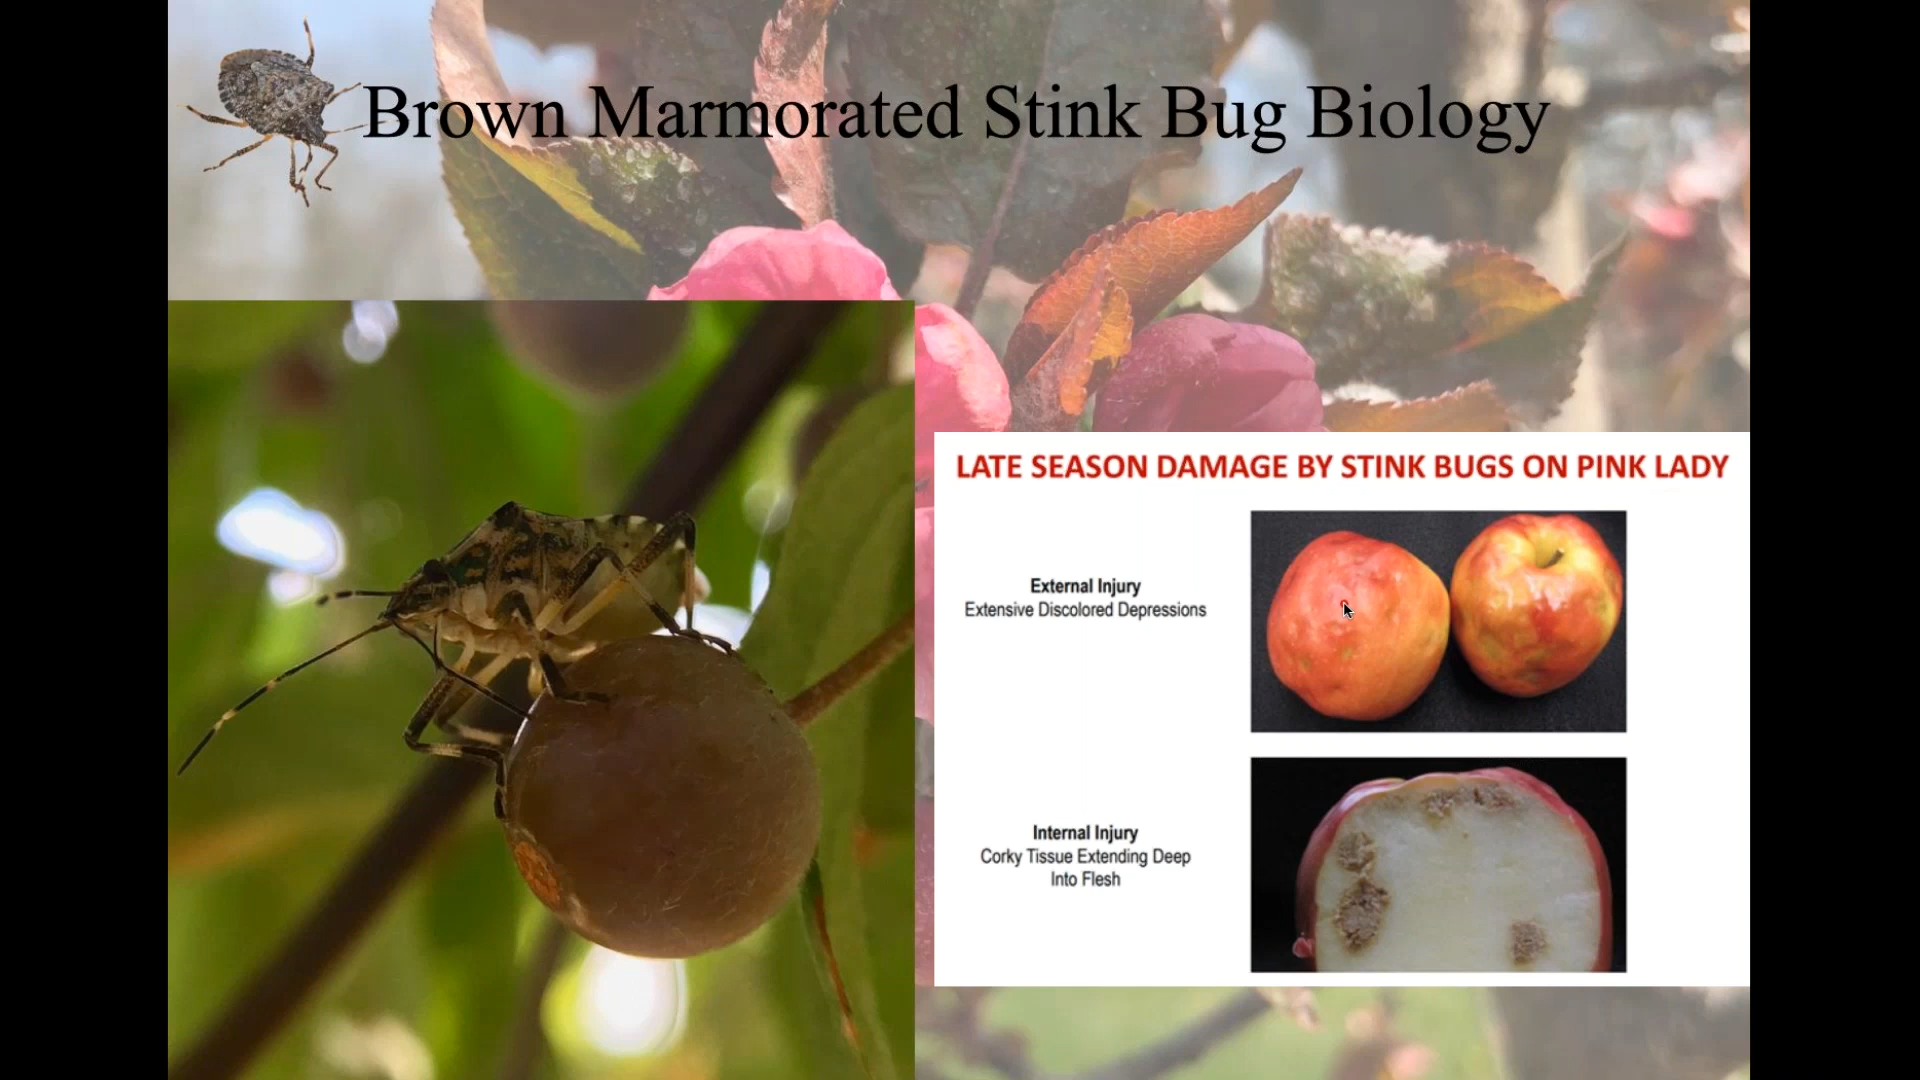 Brown Marmorated Stink Bug Biology
LATE SEASON DAMAGE BY STINK BUGS ON PINK LADY
External Injury
Extensive Discolored Depressions
Internal Injury
Corky Tissue Extending Deep
Into Flesh